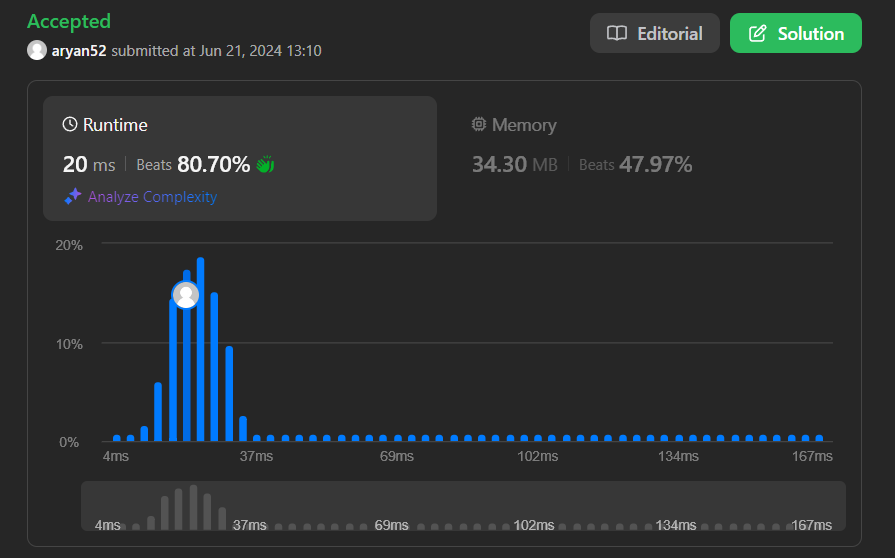 Accepted
aryan52 submitted at Jun 21, 2024 13:10
Editorial
Solution
Runtime
20 ms Beats 80.70%
Analyze Complexity
Memory
34.30 MB Beats 47.97%
20%
10%
0%
4ms 37ms 69ms 102ms 134ms 167ms
4ms 37ms 69ms 102ms 134ms 167ms